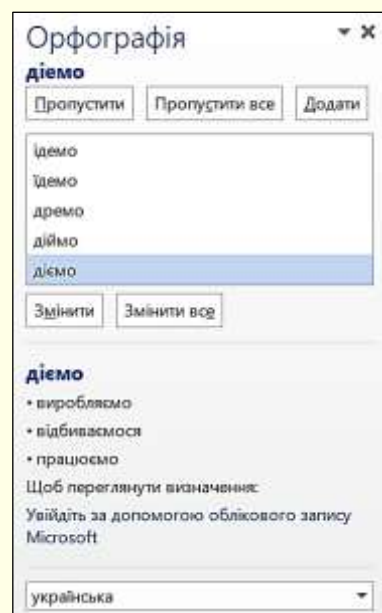 Орфографія
діемо
Пропустити Пропустити все Додати
ідемо
їдемо
дремо
діймо
діємо
Змінити Змінити все
діємо
• виробляємо
• відбиваємося
• працюємо
Щоб переглянути визначення:
Увійдіть за допомогою облікового запису
Microsoft
українська